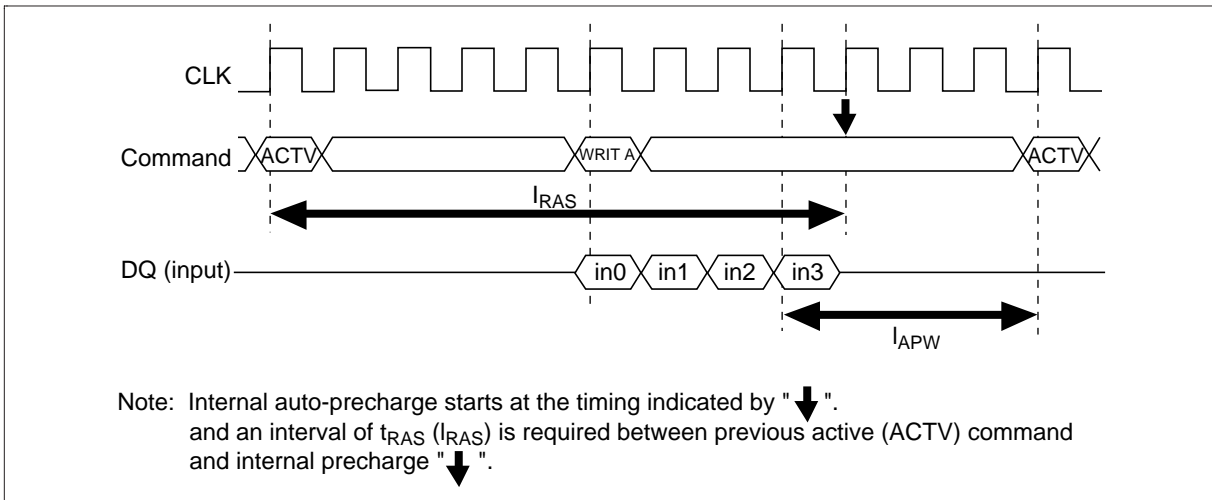 CLK
Command ACTV WRIT A ACTV
lRAS
DQ (input) in0 in1 in2 in3
lAPW
Note: Internal auto-precharge starts at the timing indicated by " ".
and an interval of tRAS (lRAS) is required between previous active (ACTV) command
and internal precharge " ".